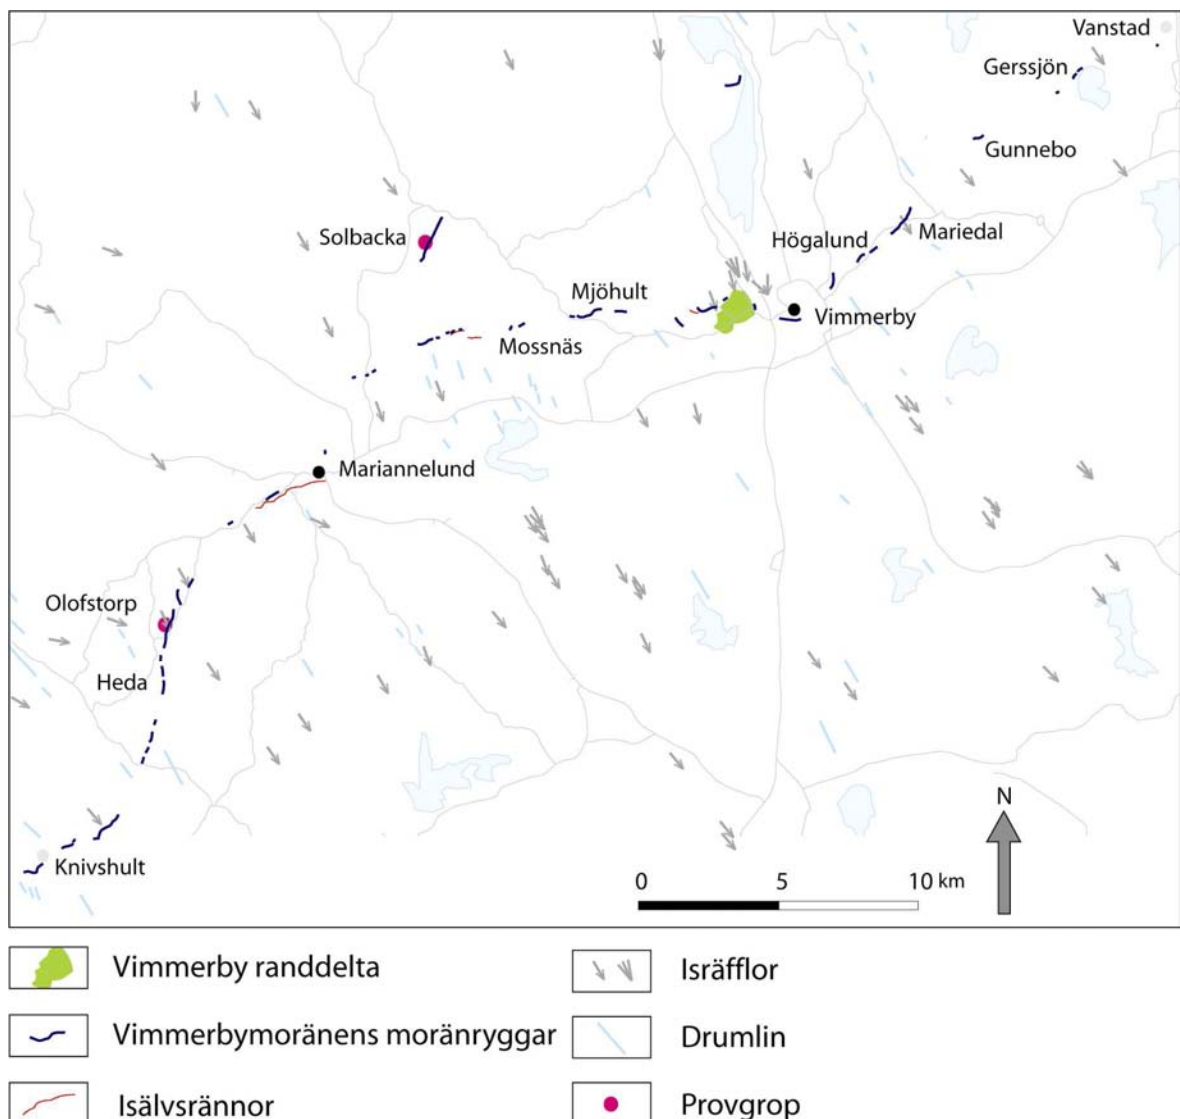 Vanstad
Gerssjön
Gunnebo
Solbacka
Högalund
Mariedal
Mjöhult
Vimmerby
Mossnäs
Mariannelund
Olofstorp
Heda
N
0 5 10 km
Knivshult
Vimmerby randdelta
Isräfflor
Vimmerbymoränens moränryggar
Drumlin
Isälvsrännor
Provgrop